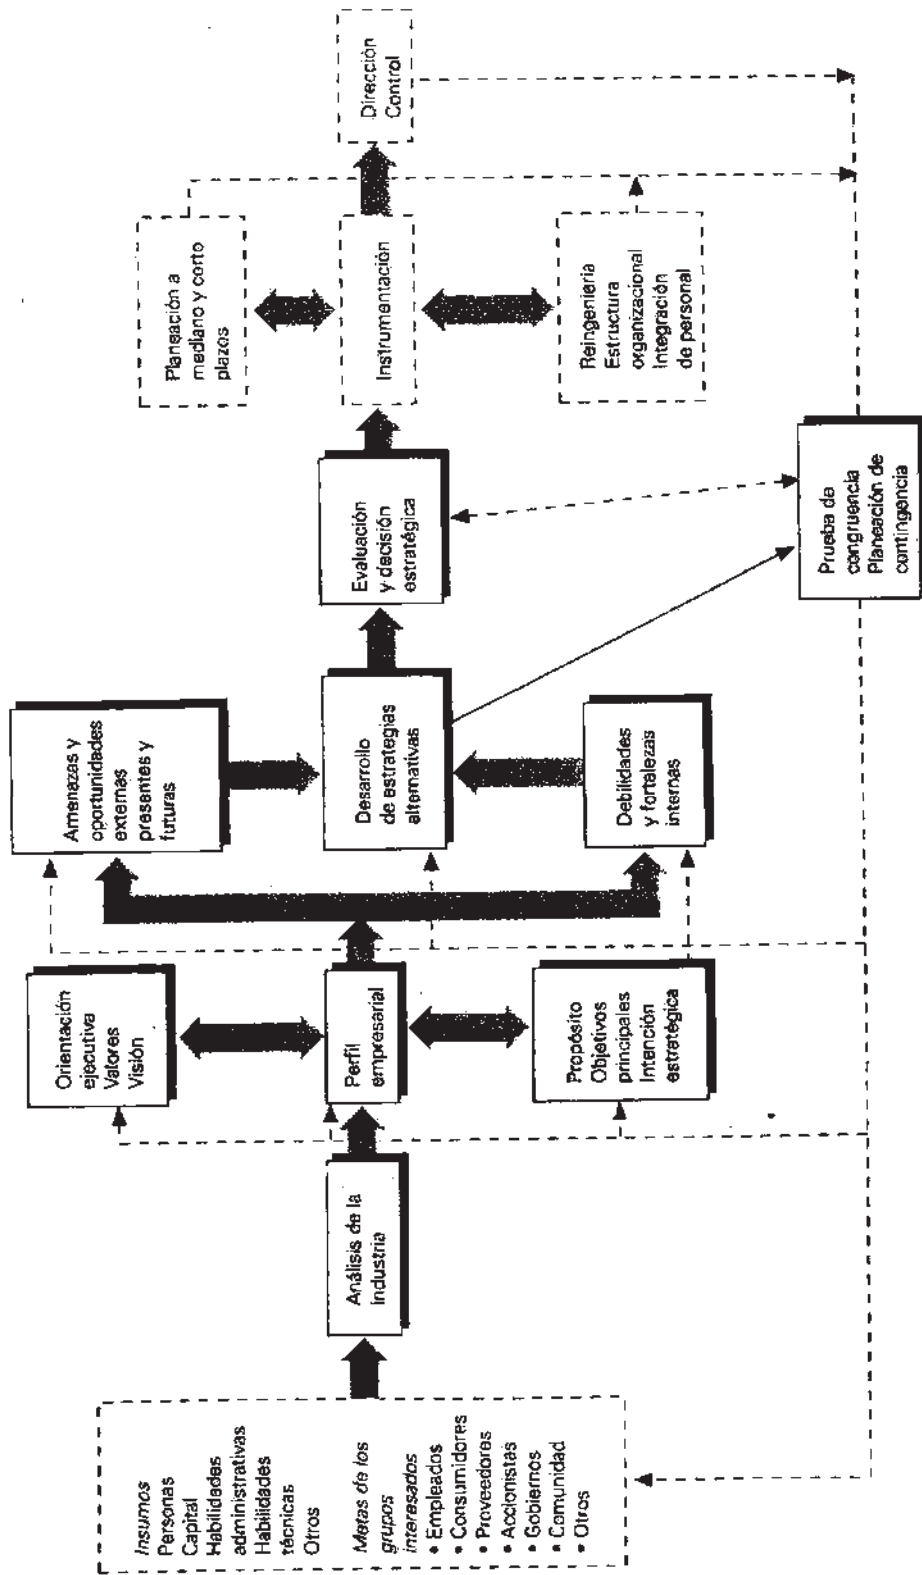 Insumos
Personas
Capital
Habilidades
administrativas
Habilidades
técnicas
Otros
Metas de los
grupos
interesados
• Empleados
• Consumidores
• Proveedores
• Accionistas
• Gobiernos
• Comunidad
• Otros
Análisis de la
industria
Orientación
ejecutiva
Valores
Visión
Perfil
empresarial
Propósito
Objetivos
principales
Intención
estratégica
Amenazas y
oportunidades
externas
presentes y
futuras
Desarrollo
de estrategias
alternativas
Debilidades
y fortalezas
internas
Evaluación
y decisión
estratégica
Prueba de
congruencia
Planeación de
contingencia
Planeación a
mediano y corto
plazos
Instrumentación
Reingeniería
Estructura
organizacional
Integración
de personal
Dirección
Control